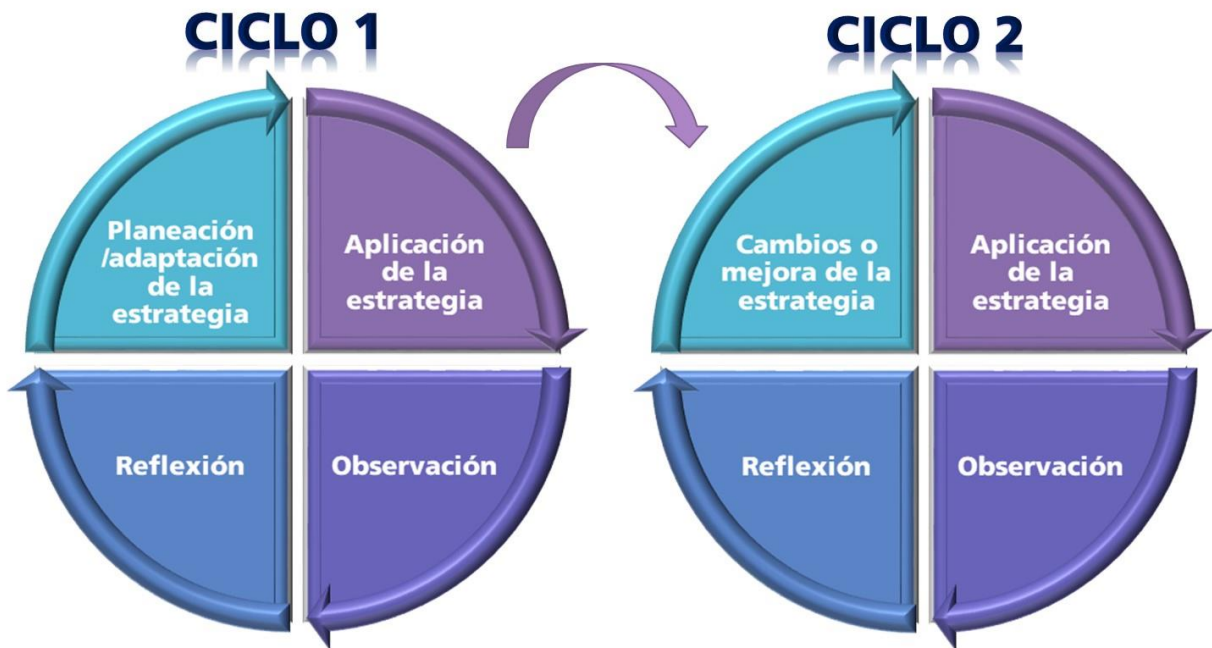 CICLO 1
Planeación
/adaptación
de la
estrategia
Aplicación
de la
estrategia
Reflexión
Observación
CICLO 2
Cambios o
mejora de la
estrategia
Aplicación
de la
estrategia
Reflexión
Observación